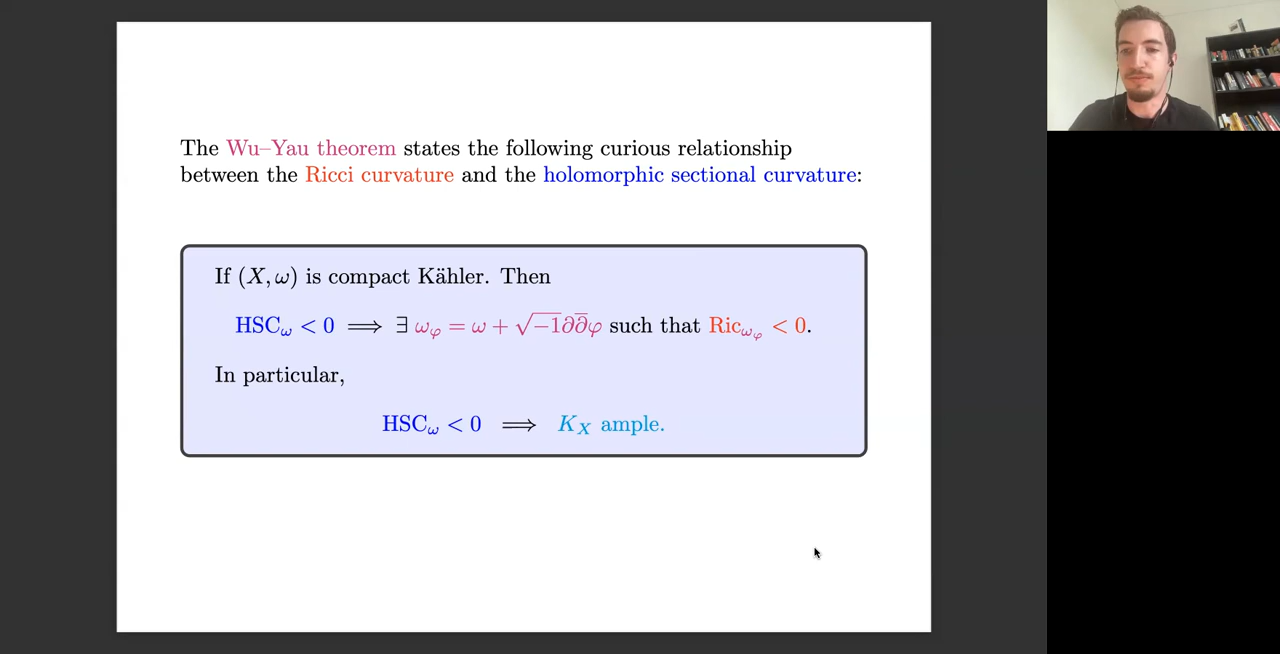 The Wu–Yau theorem states the following curious relationship
between the Ricci curvature and the holomorphic sectional curvature:
If (X, ω) is compact Kähler. Then
HSC_ω < 0 ⟹ ∃ ω_φ = ω + √−1∂∂̅φ such that Ric_{ω_φ} < 0.
In particular,
HSC_ω < 0 ⟹ K_X ample.